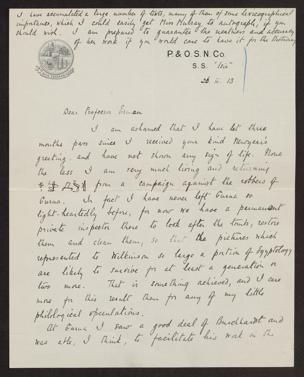 I have accumulated a large number of texts, many of them of some lexicographical
importance, which I could easily get Miss Murray to autograph, if you
should wish. I am prepared to guarantee the neatness and accuracy
of her work if you would care to have it for the Dictionary.
P. & O. S. N. Co.
S. S.
13
Dear Professor Erman
I am ashamed that I have let three
months pass since I received your kind Newyear's
greeting, and have not shown any sign of life. None
the less I am very much living and
from a campaign against the robbers of
Gurna. In fact I have never left Gurna so
light-heartedly before, for now we have a permanent
private inspector there to look after the tombs, restore
them and clean them, so that the pictures which
represented to Wilkinson so large a portion of Egyptology
are likely to survive for at least a generation or
two more. That is something achieved, and I care
more for this result than for any of my little
philological speculations.
At Gurna I saw a good deal of Burchardt and
was able, I think, to facilitate his work in the